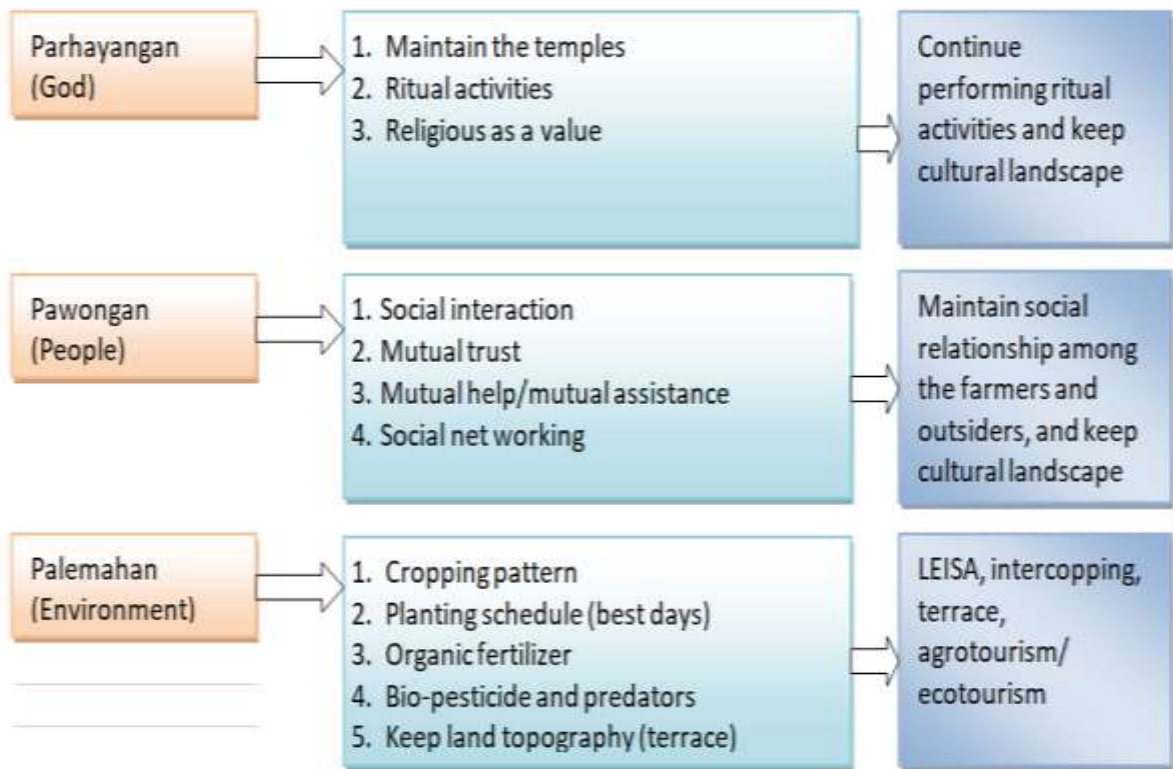 Parhayangan
(God)
1. Maintain the temples
2. Ritual activities
3. Religious as a value
Continue
performing ritual
activities and keep
cultural landscape
Pawongan
(People)
1. Social interaction
2. Mutual trust
3. Mutual help/mutual assistance
4. Social net working
Maintain social
relationship among
the farmers and
outsiders, and keep
cultural landscape
Palemahan
(Environment)
1. Cropping pattern
2. Planting schedule (best days)
3. Organic fertilizer
4. Bio-pesticide and predators
5. Keep land topography (terrace)
LEISA, intercopping,
terrace,
agrotourism/
ecotourism